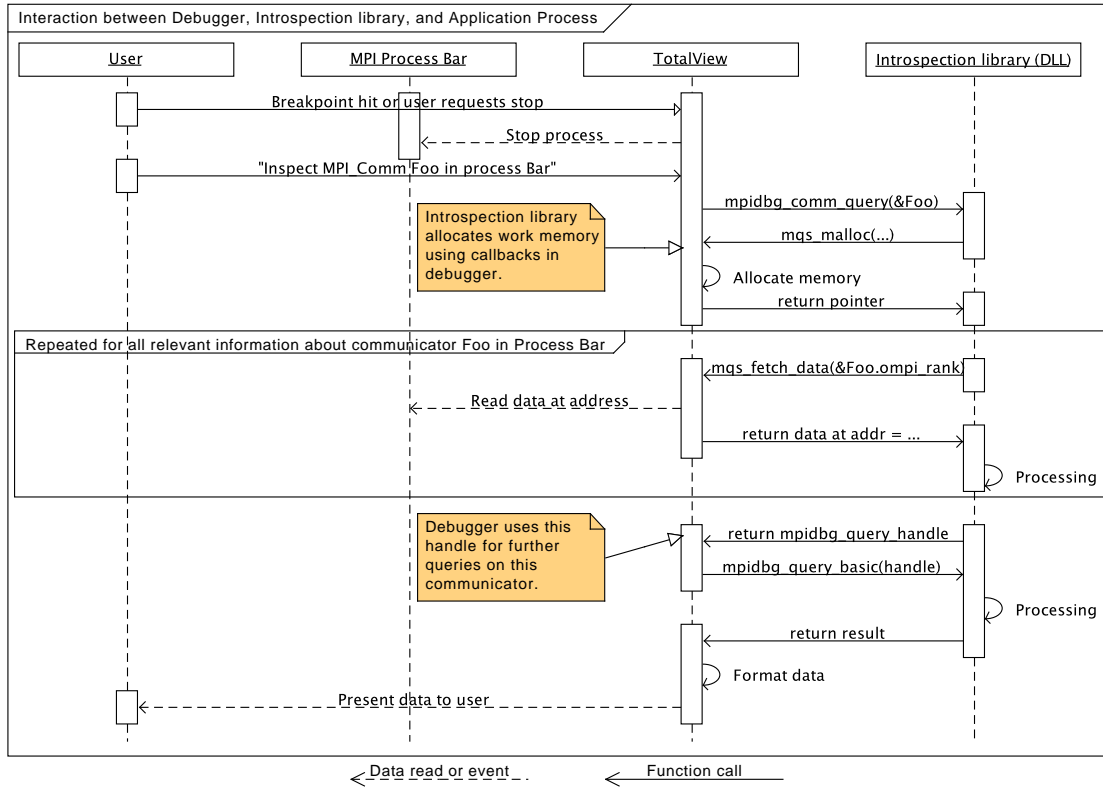 Interaction between Debugger, Introspection library, and Application Process
User
MPI Process Bar
TotalView
Introspection library (DLL)
Breakpoint hit or user requests stop
Stop process
"Inspect MPI_Comm Foo in process Bar"
mpidbg_comm_query(&Foo)
Introspection library
allocates work memory
using callbacks in
debugger.
mqs_malloc(...)
Allocate memory
return pointer
Repeated for all relevant information about communicator Foo in Process Bar
mqs_fetch_data(&Foo.ompi_rank)
Read data at address
return data at addr = ...
Processing
Debugger uses this
handle for further
queries on this
communicator.
return mpidbg_query_handle
mpidbg_query_basic(handle)
Processing
return result
Format data
Present data to user
Data read or event
Function call